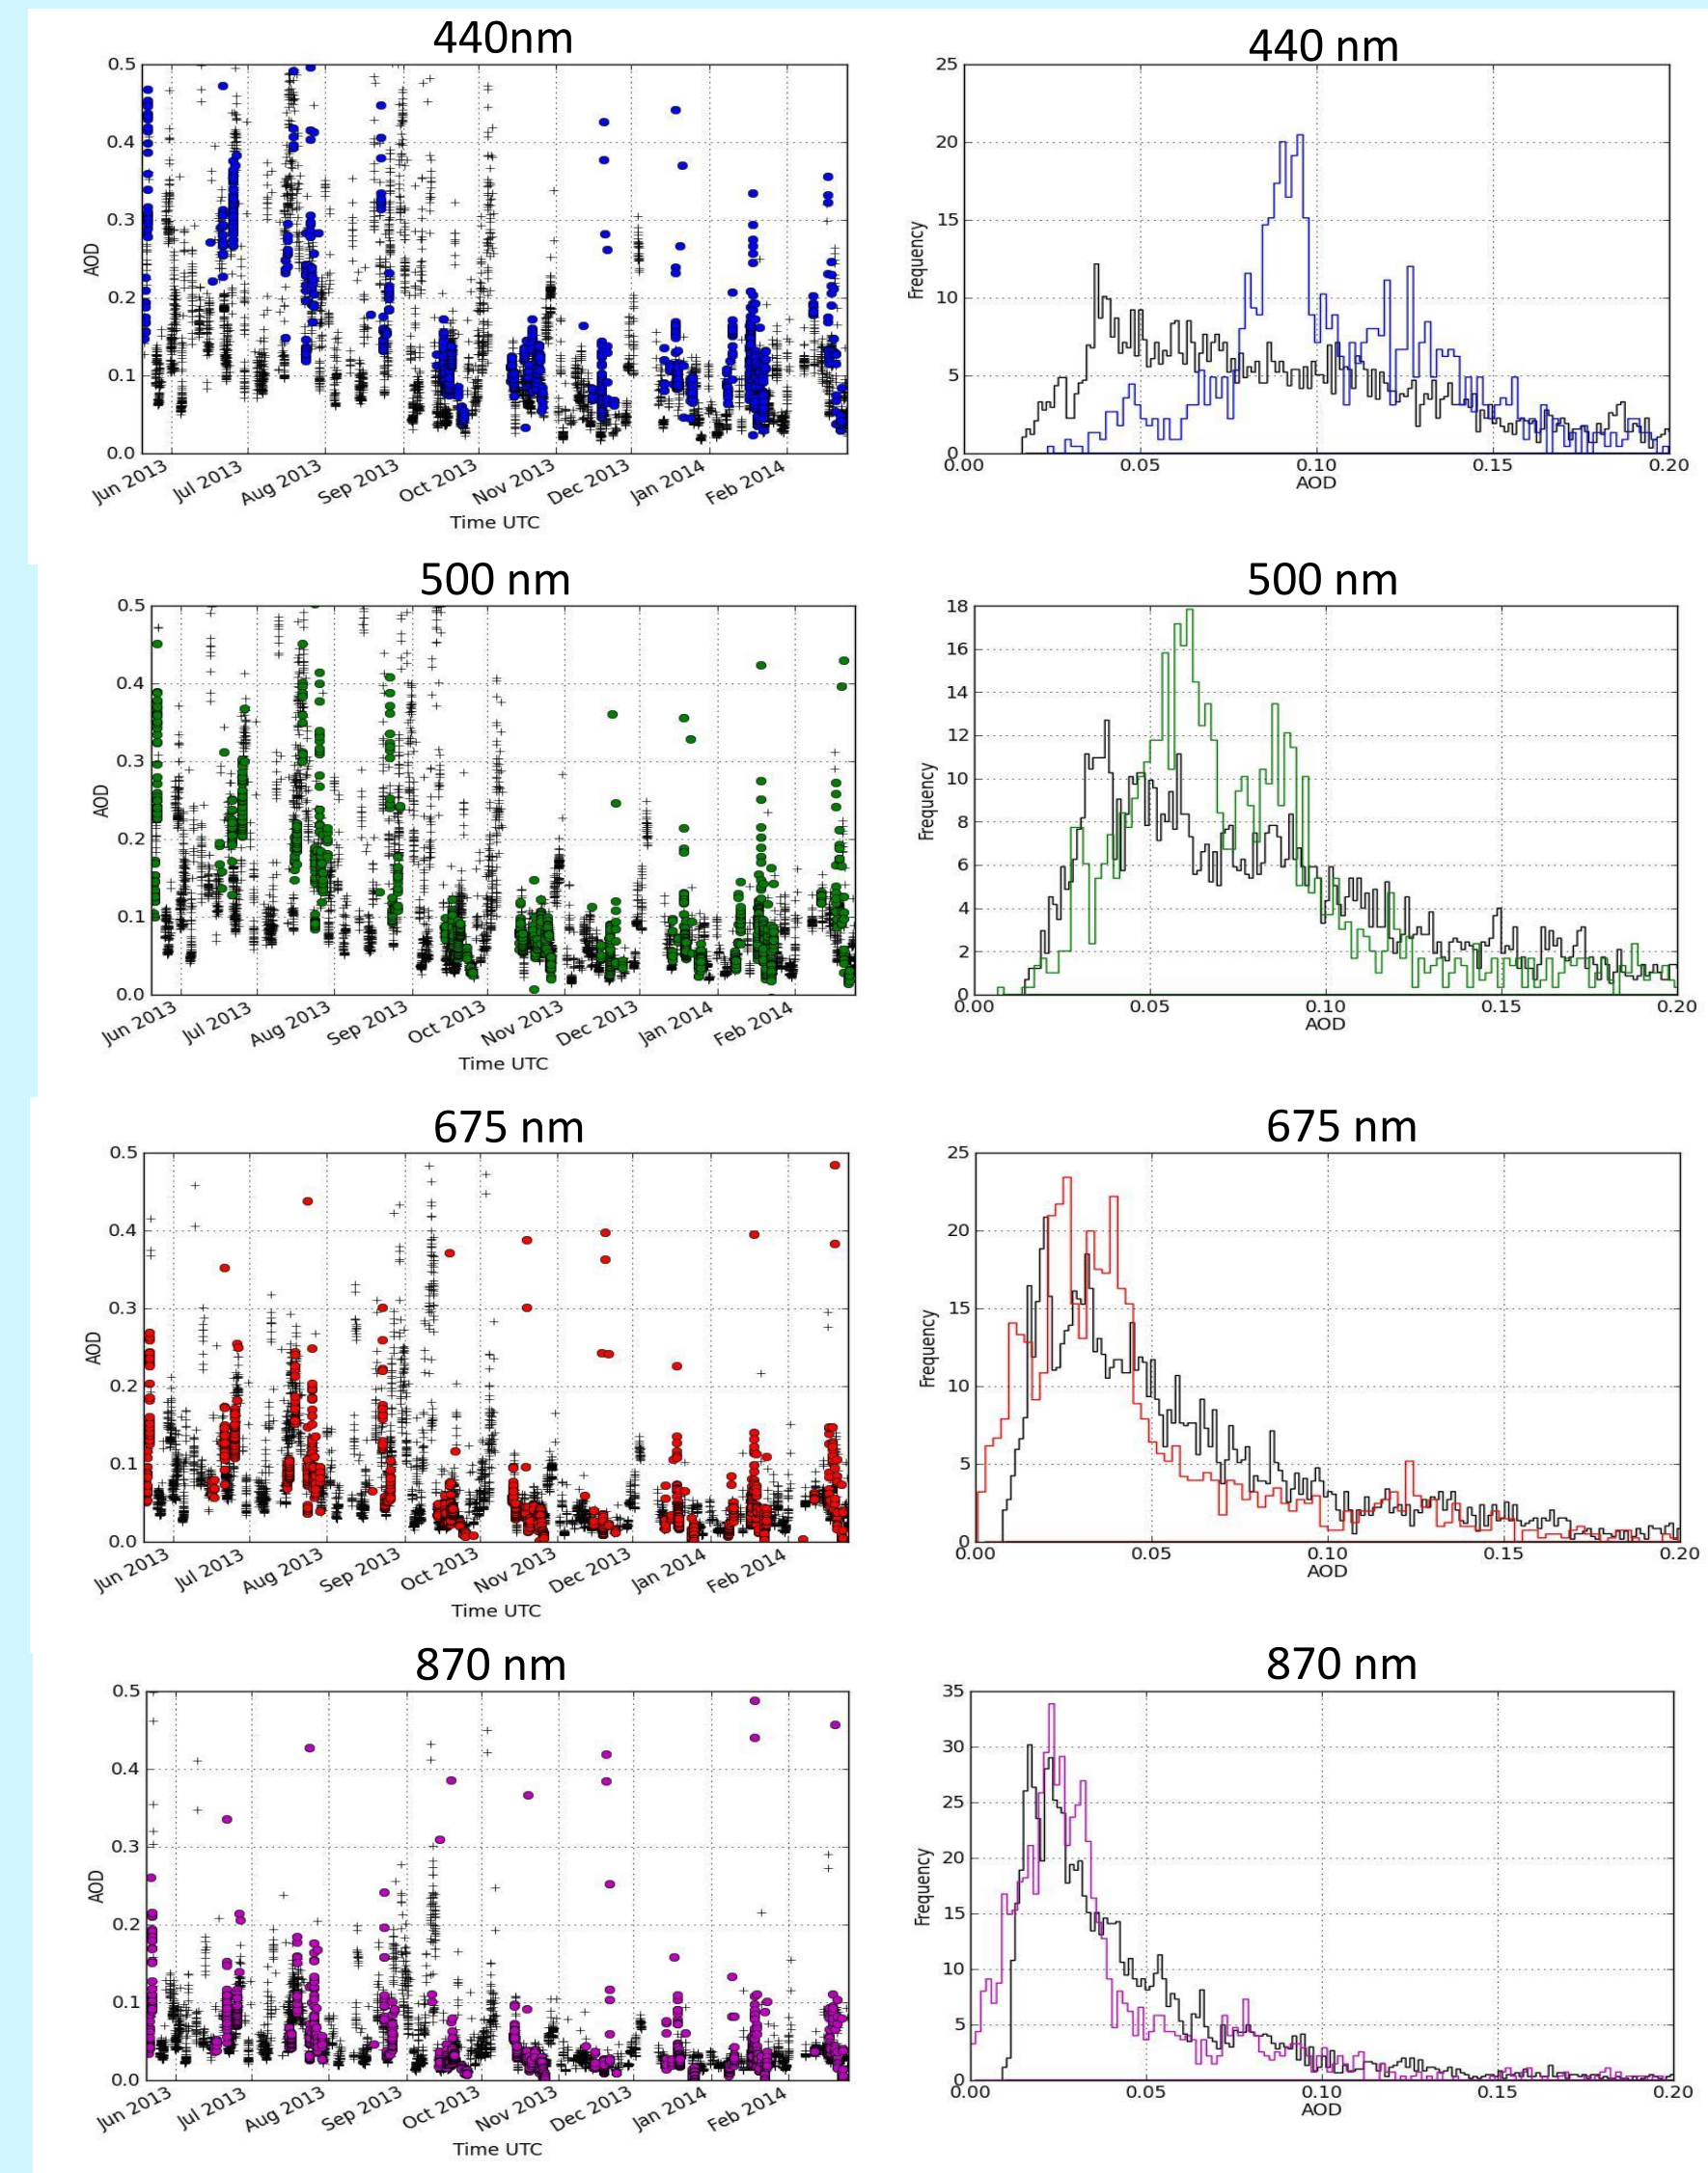 440nm
0.5
0.4
0.3
0.2
0.1
0.0
AOD
Jun 2013
Jul 2013
Aug 2013
Sep 2013
Oct 2013
Nov 2013
Dec 2013
Jan 2014
Feb 2014
Time UTC
440 nm
25
20
15
10
5
0
Frequency
0.00
0.05
0.10
0.15
0.20
AOD
500 nm
0.5
0.4
0.3
0.2
0.1
0.0
AOD
Jun 2013
Jul 2013
Aug 2013
Sep 2013
Oct 2013
Nov 2013
Dec 2013
Jan 2014
Feb 2014
Time UTC
500 nm
18
16
14
12
10
8
6
4
2
0
Frequency
0.00
0.05
0.10
0.15
0.20
AOD
675 nm
0.5
0.4
0.3
0.2
0.1
0.0
AOD
Jun 2013
Jul 2013
Aug 2013
Sep 2013
Oct 2013
Nov 2013
Dec 2013
Jan 2014
Feb 2014
Time UTC
675 nm
25
20
15
10
5
0
Frequency
0.00
0.05
0.10
0.15
0.20
AOD
870 nm
0.5
0.4
0.3
0.2
0.1
0.0
AOD
Jun 2013
Jul 2013
Aug 2013
Sep 2013
Oct 2013
Nov 2013
Dec 2013
Jan 2014
Feb 2014
Time UTC
870 nm
35
30
25
20
15
10
5
0
Frequency
0.00
0.05
0.10
0.15
0.20
AOD